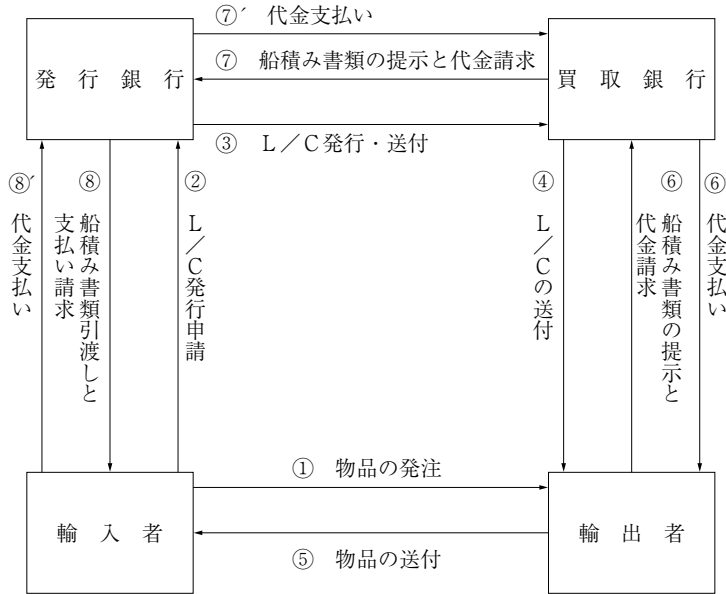 ⑦´ 代金支払い
発行銀行
⑦ 船積み書類の提示と代金請求
買取銀行
③ L/C発行・送付
⑧´ 代金支払い
⑧ 船積み書類引渡しと
支払い請求
② L/C発行申請
④ L/Cの送付
⑥ 船積み書類の提示と
代金請求
⑥´ 代金支払い
① 物品の発注
輸入者
輸出者
⑤ 物品の送付